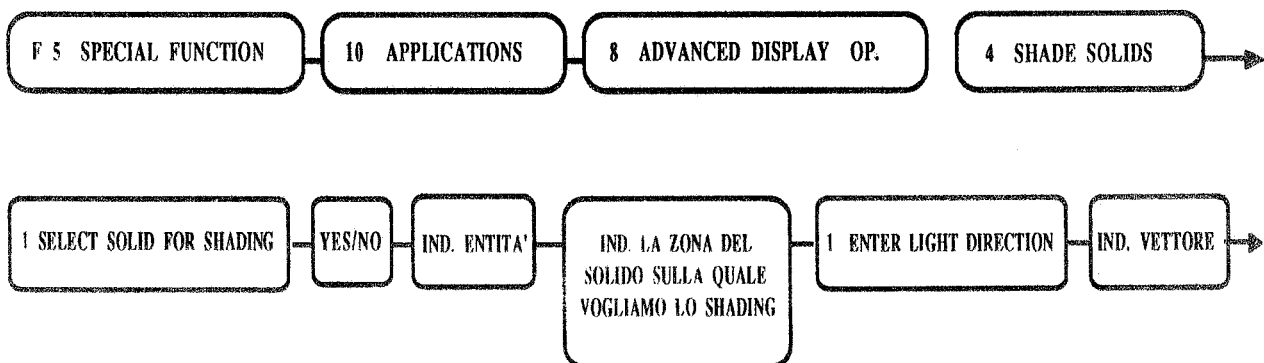 F 5 SPECIAL FUNCTION
10 APPLICATIONS
8 ADVANCED DISPLAY OP.
4 SHADE SOLIDS
1 SELECT SOLID FOR SHADING
YES/NO
IND. ENTITA'
IND. LA ZONA DEL
SOLIDO SULLA QUALE
VOGLIAMO LO SHADING
1 ENTER LIGHT DIRECTION
IND. VETTORE